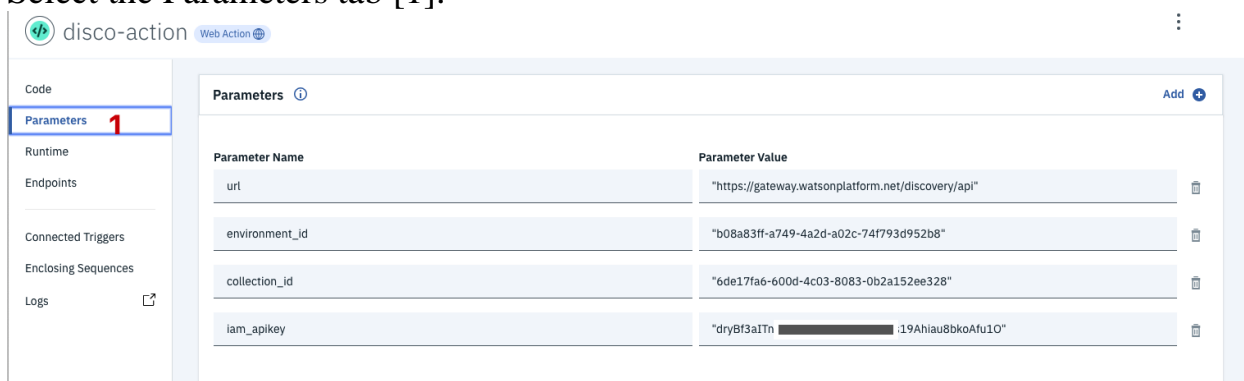 Select the Parameters tab [1].
disco-action Web Action
Code
Parameters 1
Runtime
Endpoints
Connected Triggers
Enclosing Sequences
Logs
Parameters
Add
Parameter Name Parameter Value
url "https://gateway.watsonplatform.net/discovery/api"
environment_id "b08a83ff-a749-4a2d-a02c-74f793d952b8"
collection_id "6de17fa6-600d-4c03-8083-0b2a152ee328"
iam_apikey "dryBf3aITn 19Ahiau8bkoAfu1O"